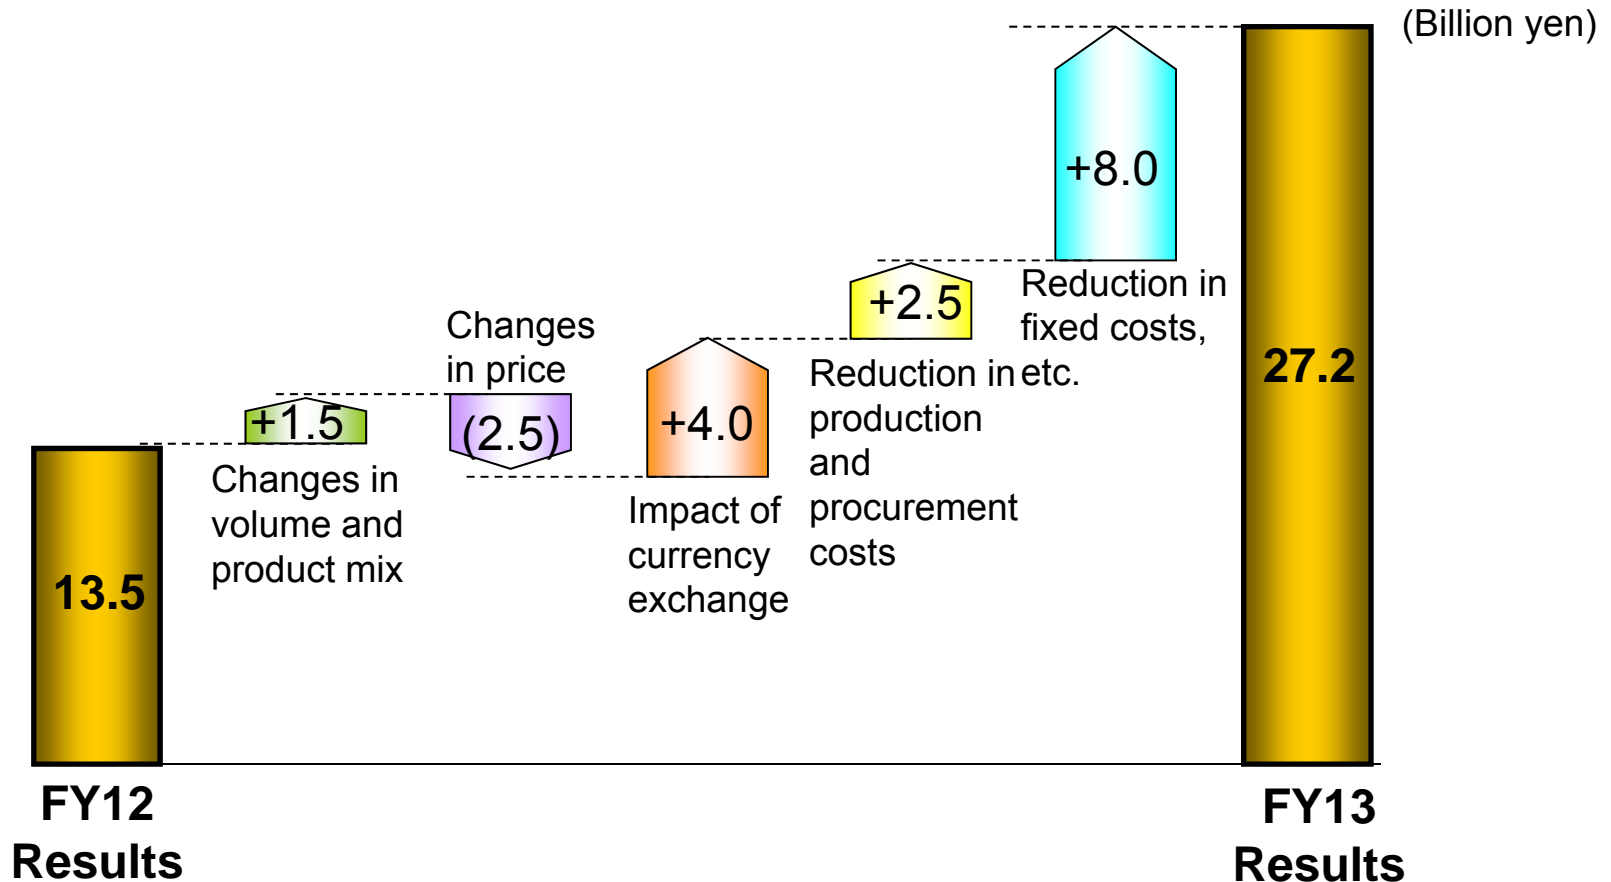 (Billion yen)
+8.0
Reduction in
fixed costs,
etc.
+2.5
Reduction in
production
and
procurement
costs
Changes
in price
(2.5)
+4.0
Impact of
currency
exchange
+1.5
Changes in
volume and
product mix
13.5
27.2
FY12
Results
FY13
Results